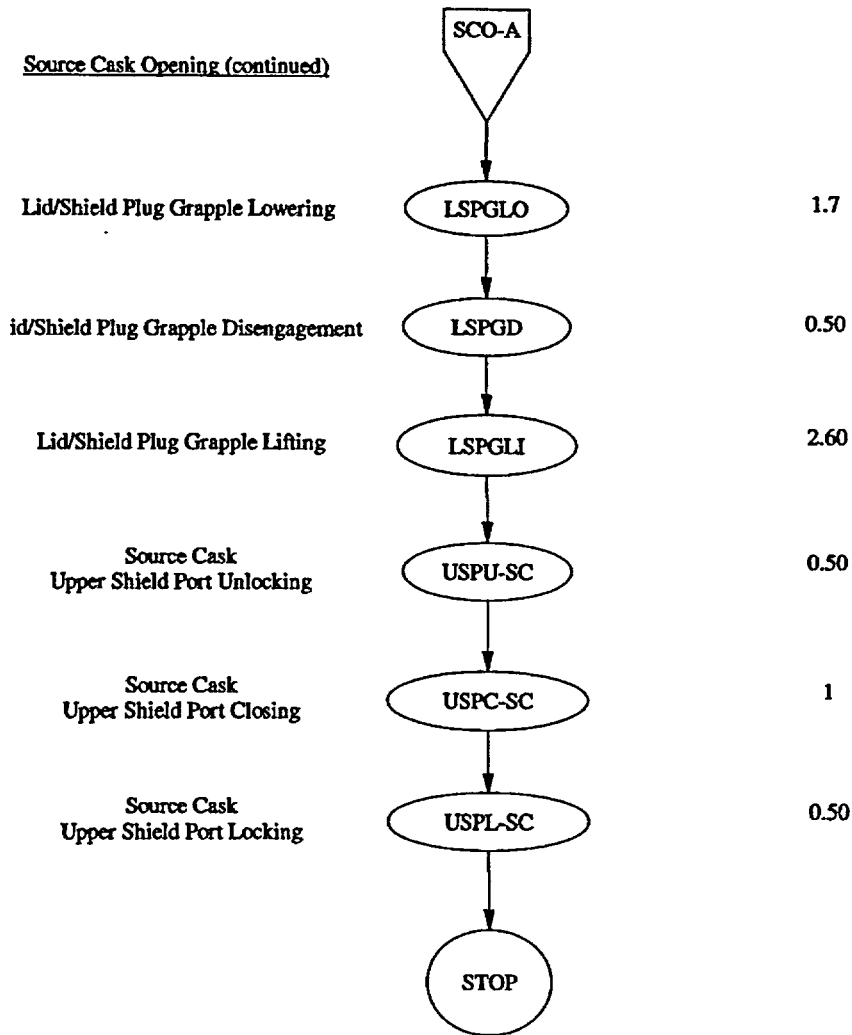 SCO-A
Source Cask Opening (continued)
Lid/Shield Plug Grapple Lowering
LSPGLO
1.7
id/Shield Plug Grapple Disengagement
LSPGD
0.50
Lid/Shield Plug Grapple Lifting
LSPGLI
2.60
Source Cask
Upper Shield Port Unlocking
USPU-SC
0.50
Source Cask
Upper Shield Port Closing
USPC-SC
1
Source Cask
Upper Shield Port Locking
USPL-SC
0.50
STOP